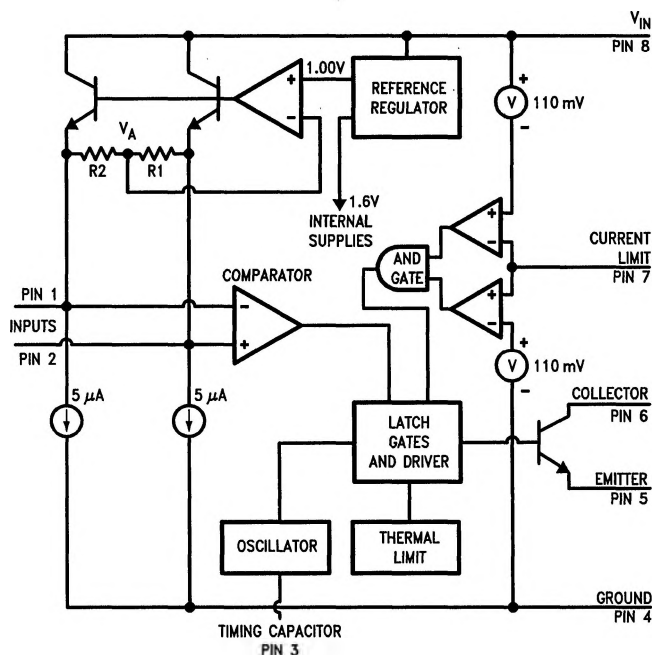 V_IN
PIN 8
1.00V
+
−
REFERENCE
REGULATOR
+
V
110 mV
−
V_A
R2
R1
1.6V
INTERNAL
SUPPLIES
+
−
CURRENT
LIMIT
PIN 7
AND
GATE
+
−
COMPARATOR
PIN 1
INPUTS
PIN 2
−
+
+
V
110 mV
−
5 μA
5 μA
COLLECTOR
PIN 6
LATCH
GATES
AND DRIVER
EMITTER
PIN 5
OSCILLATOR
THERMAL
LIMIT
GROUND
PIN 4
TIMING CAPACITOR
PIN 3